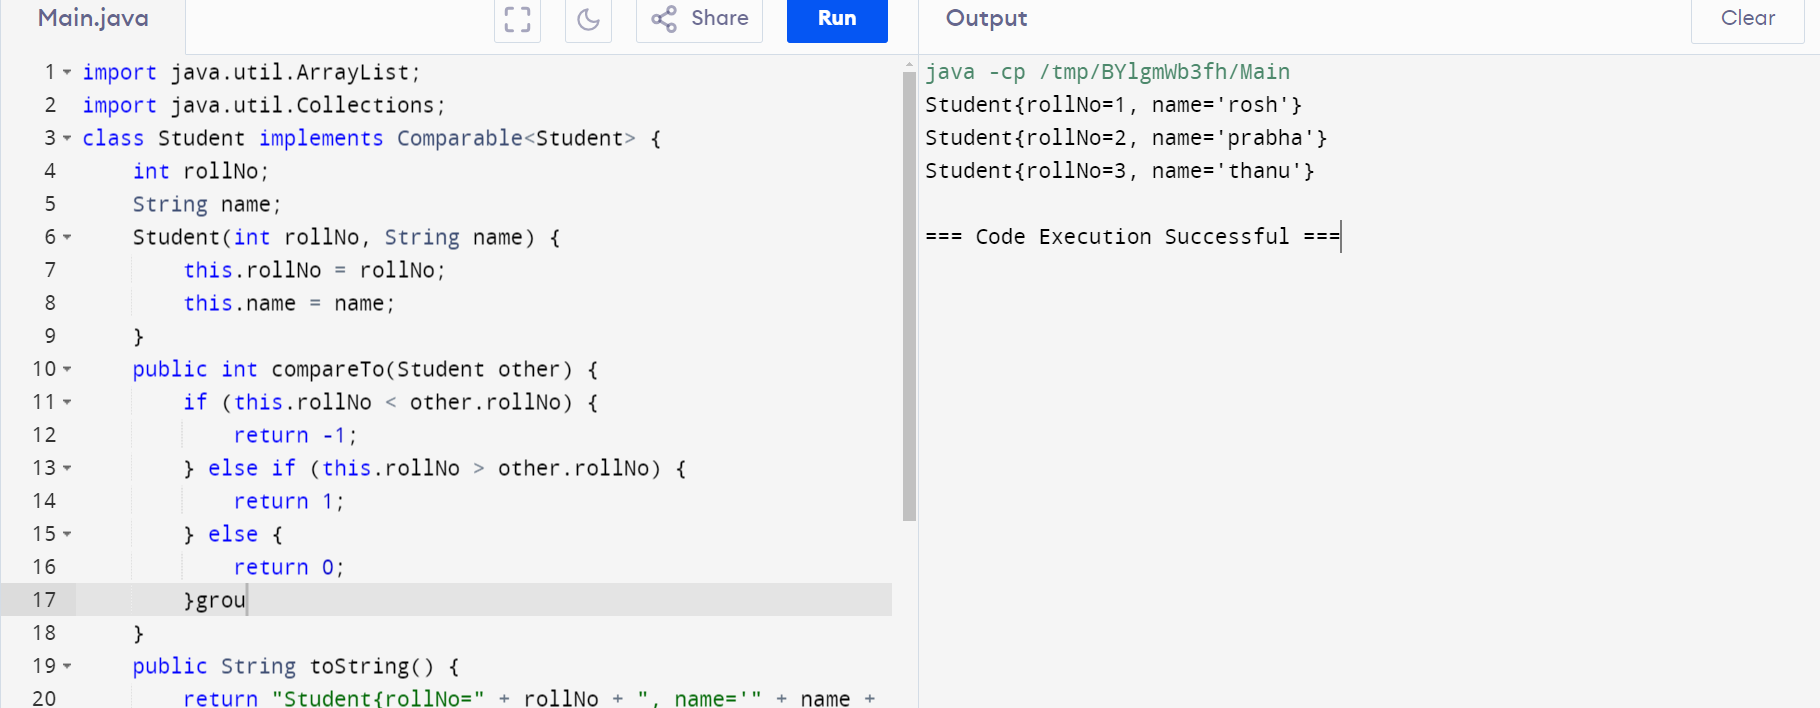 Main.java
Share
Run
Output
Clear
1 import java.util.ArrayList;
2 import java.util.Collections;
3 class Student implements Comparable<Student> {
4 int rollNo;
5 String name;
6 Student(int rollNo, String name) {
7 this.rollNo = rollNo;
8 this.name = name;
9 }
10 public int compareTo(Student other) {
11 if (this.rollNo < other.rollNo) {
12 return -1;
13 } else if (this.rollNo > other.rollNo) {
14 return 1;
15 } else {
16 return 0;
17 }grou
18 }
19 public String toString() {
20 return "Student{rollNo=" + rollNo + ", name='" + name +
java -cp /tmp/BYlgmWb3fh/Main
Student{rollNo=1, name='rosh'}
Student{rollNo=2, name='prabha'}
Student{rollNo=3, name='thanu'}
=== Code Execution Successful ===